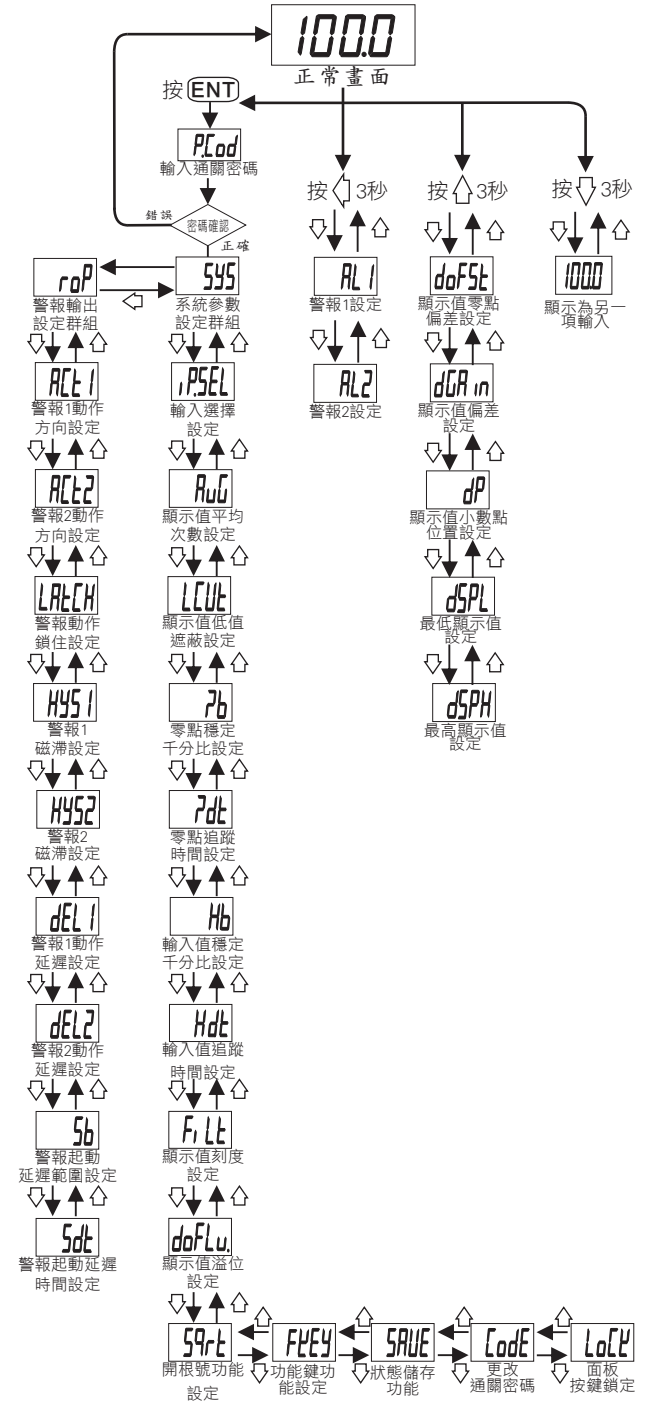 100.0
正常畫面
按 ENT
P.Cod
輸入通關密碼
錯誤
密碼確認
正確
roP
警報輸出
設定群組
ACt1
警報1動作
方向設定
ACt2
警報2動作
方向設定
LAtCH
警報動作
鎖住設定
HYS1
警報1
磁滯設定
HYS2
警報2
磁滯設定
dEL1
警報1動作
延遲設定
dEL2
警報2動作
延遲設定
Sb
警報起動
延遲範圍設定
Sdt
警報起動延遲
時間設定
SYS
系統參數
設定群組
iP.SEL
輸入選擇
設定
AvG
顯示值平均
次數設定
LCUt
顯示值低值
遮蔽設定
Zb
零點穩定
千分比設定
Zdt
零點追蹤
時間設定
Hb
輸入值穩定
千分比設定
Hdt
輸入值追蹤
時間設定
FiLt
顯示值刻度
設定
doFLu.
顯示值溢位
設定
Sqrt
開根號功能
設定
FKEY
功能鍵功
能設定
SAVE
狀態儲存
功能
CodE
更改
通關密碼
LoCK
面板
按鍵鎖定
按 3秒
AL1
警報1設定
AL2
警報2設定
按 3秒
doFSt
顯示值零點
偏差設定
dGAin
顯示值偏差
設定
dP
顯示值小數點
位置設定
dSPL
最低顯示值
設定
dSPH
最高顯示值
設定
按 3秒
100.0
顯示為另一
項輸入